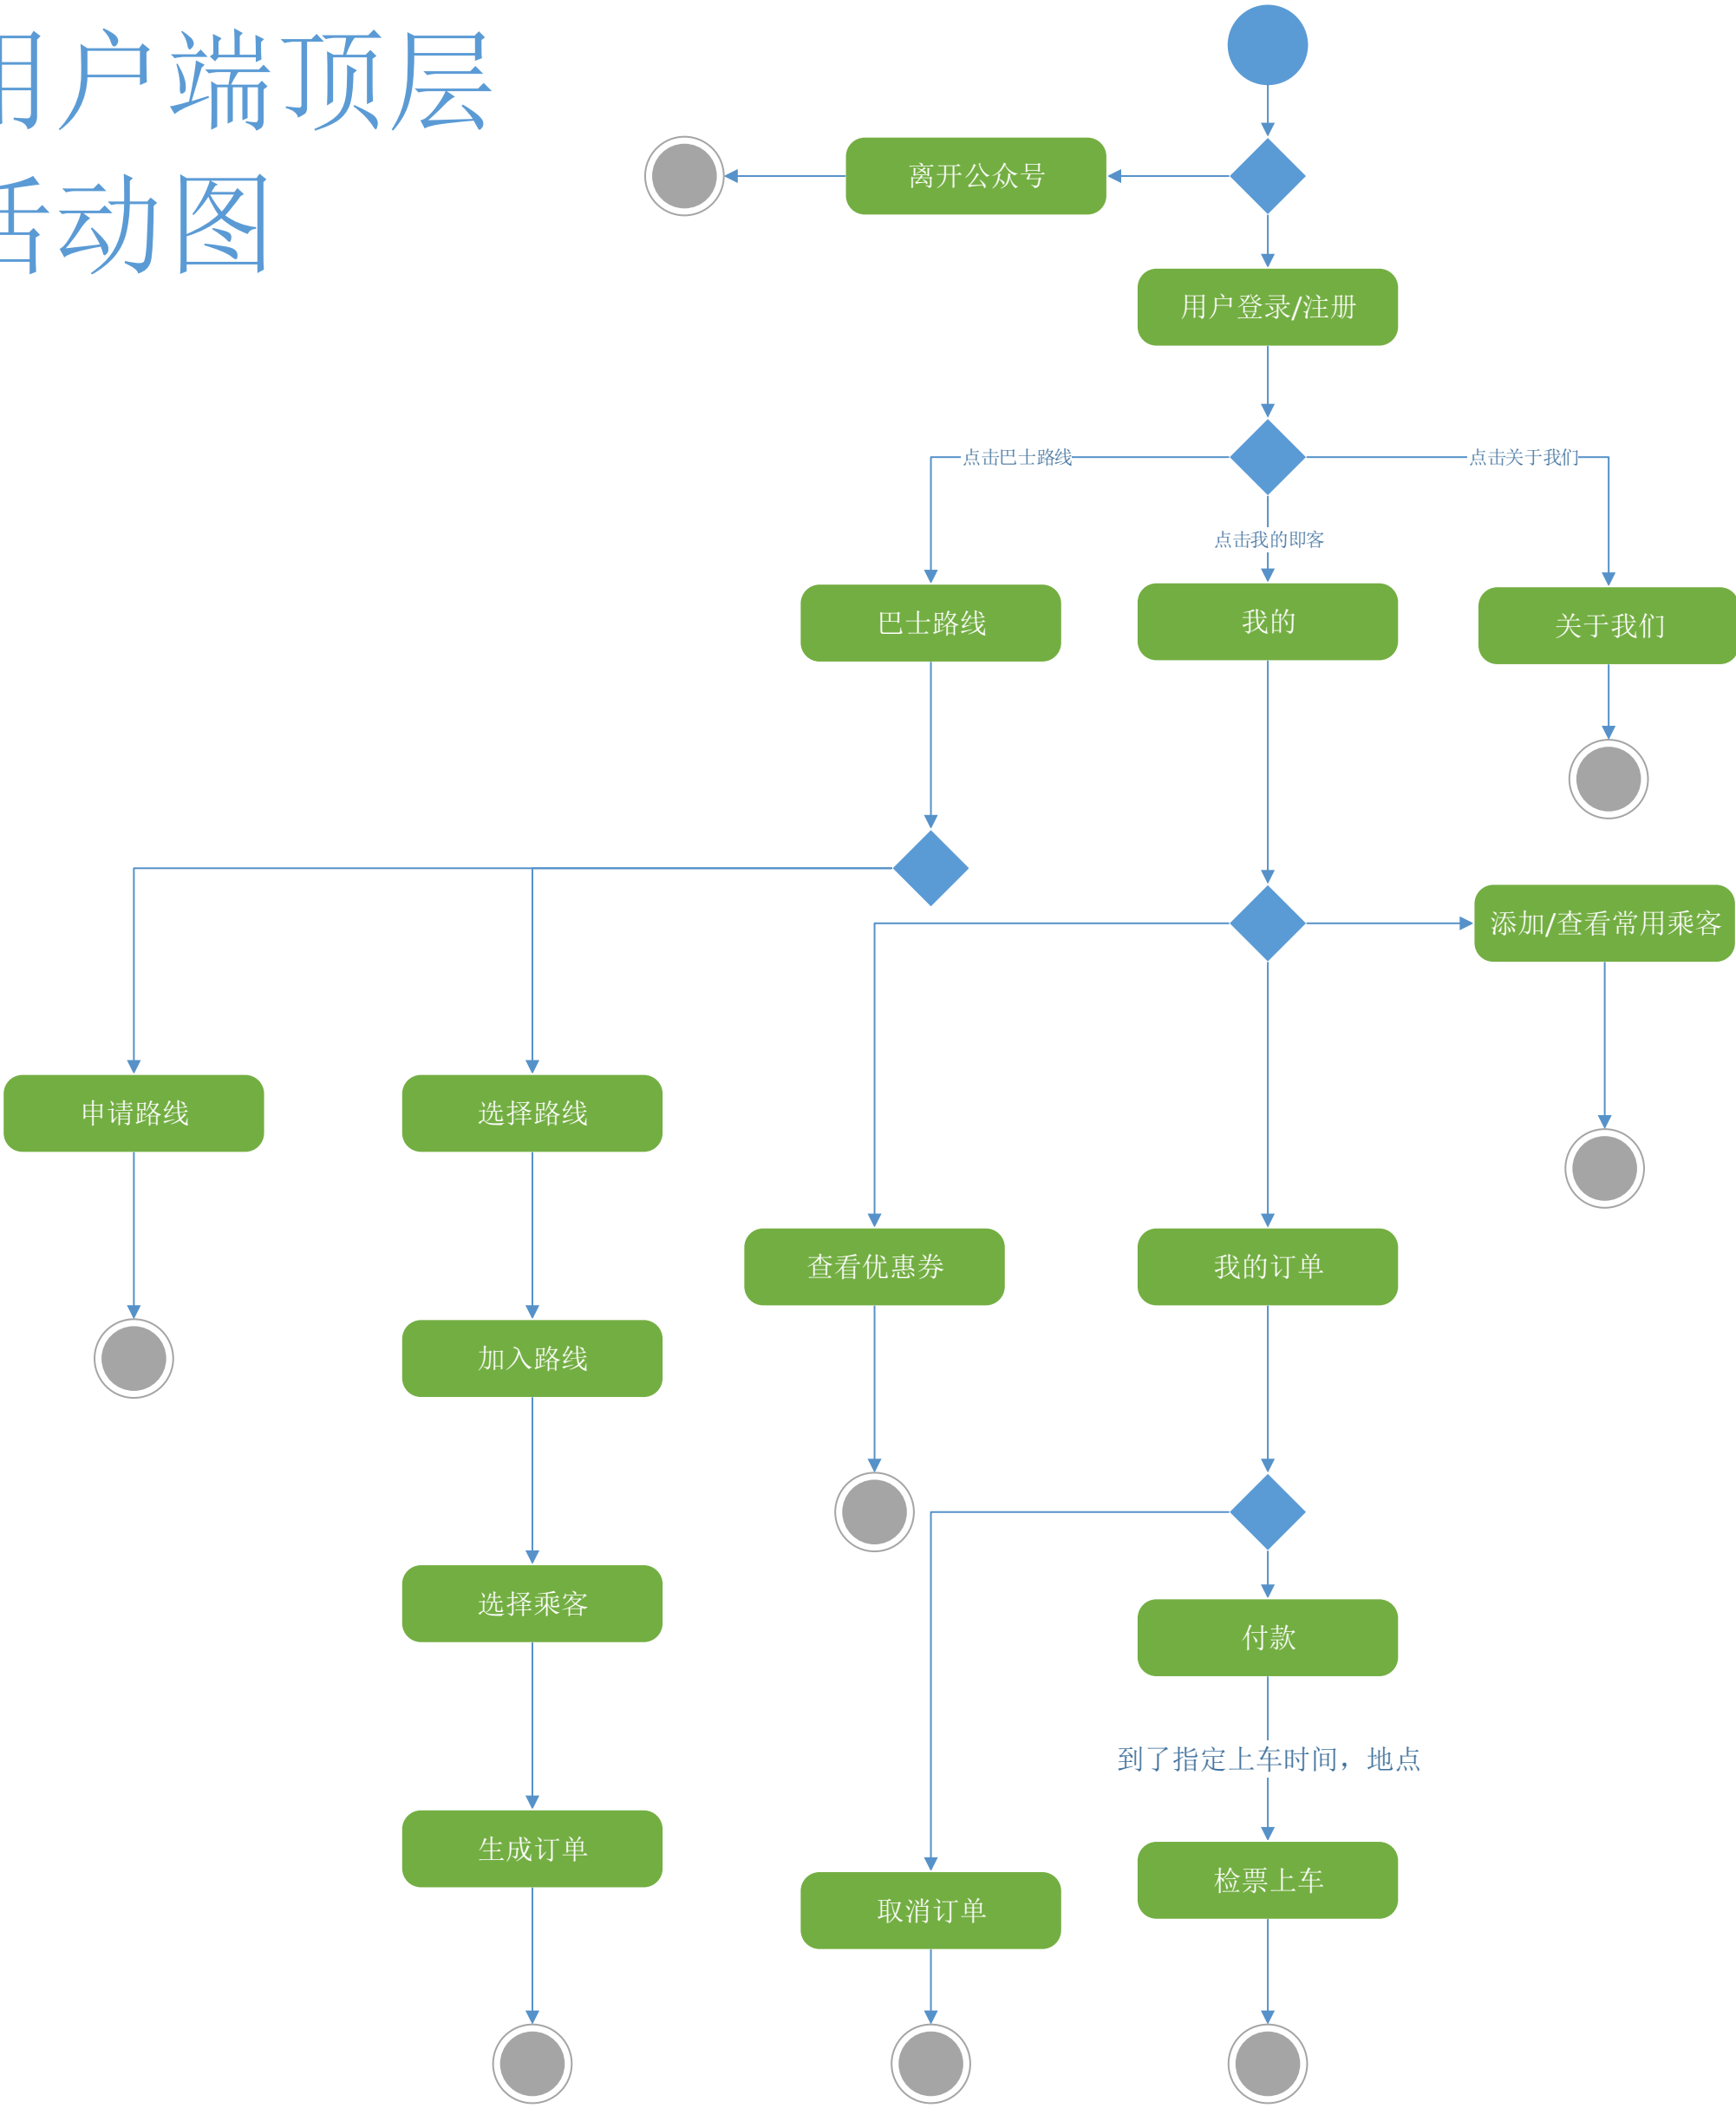 用户端顶层
活动图
离开公众号
用户登录/注册
点击巴士路线
点击关于我们
点击我的即客
巴士路线
我的
关于我们
添加/查看常用乘客
申请路线
选择路线
查看优惠券
我的订单
加入路线
选择乘客
付款
到了指定上车时间，地点
生成订单
检票上车
取消订单